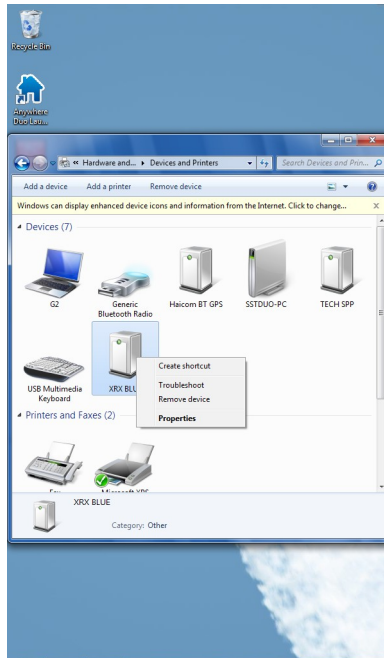 Recycle Bin
Anywhere
Duo Lau...
« Hardware and... ▸ Devices and Printers
Search Devices and Prin...
Add a device Add a printer Remove device
Windows can display enhanced device icons and information from the Internet. Click to change...
Devices (7)
G2
Generic
Bluetooth Radio
Haicom BT GPS
SSTDUO-PC
TECH SPP
USB Multimedia
Keyboard
XRX BLU
Create shortcut
Troubleshoot
Remove device
Properties
Printers and Faxes (2)
Fax
Microsoft XPS
XRX BLUE
Category: Other